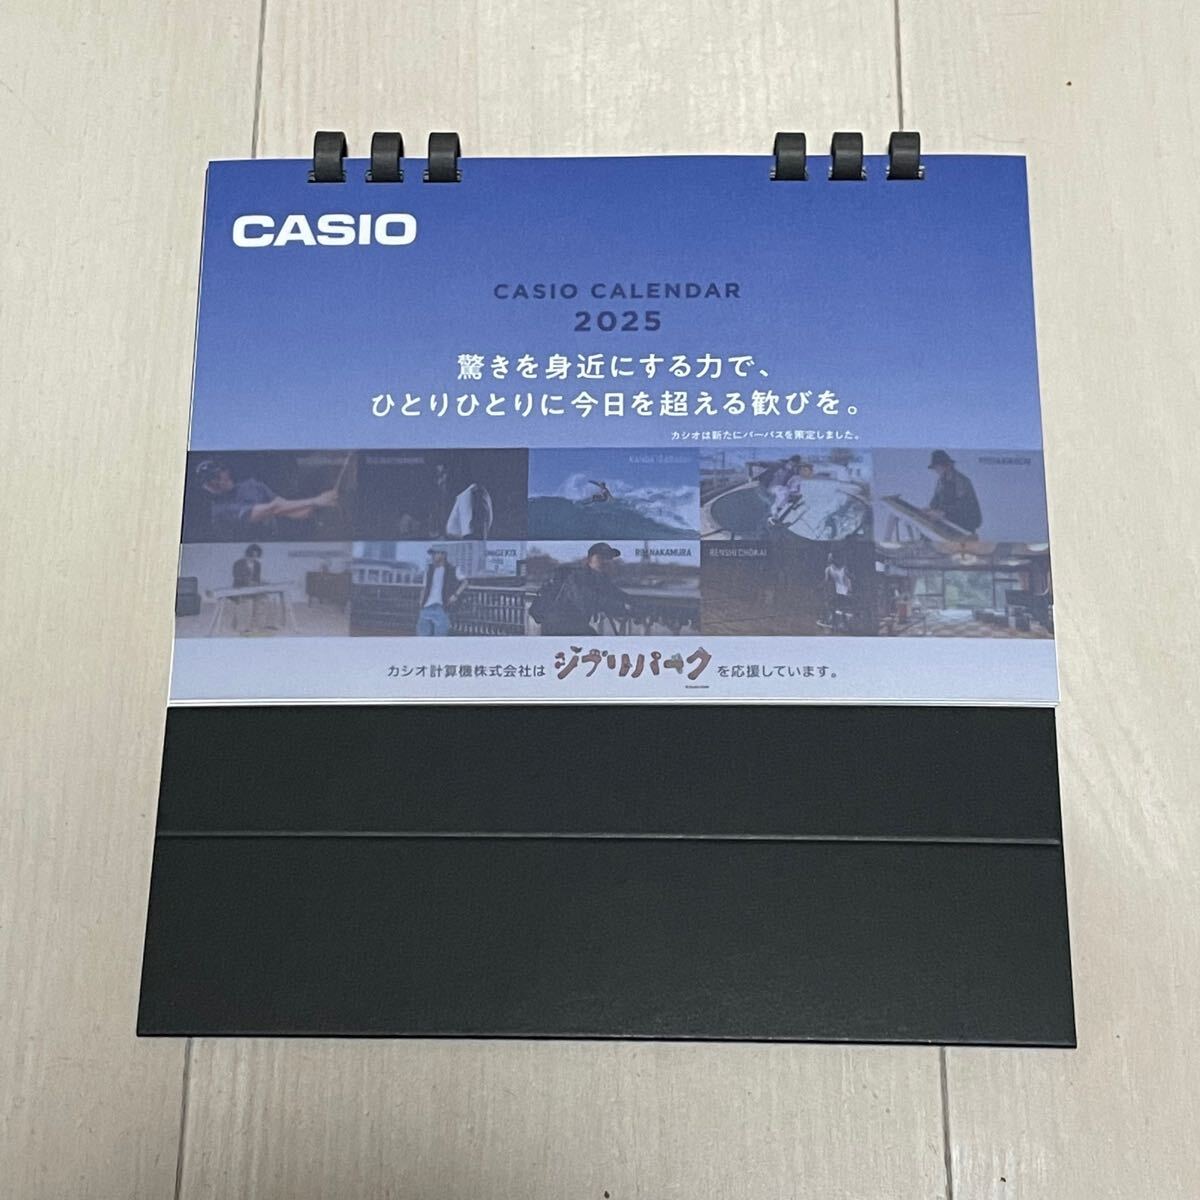 CASIO
CASIO CALENDAR
2025
驚きを身近にする力で、
ひとりひとりに今日を超える歓びを。
カシオは新たにパーパスを策定しました。
RIN NAKAMURA
RENSHI CHOKAI
カシオ計算機株式会社は ジブリパーク を応援しています。